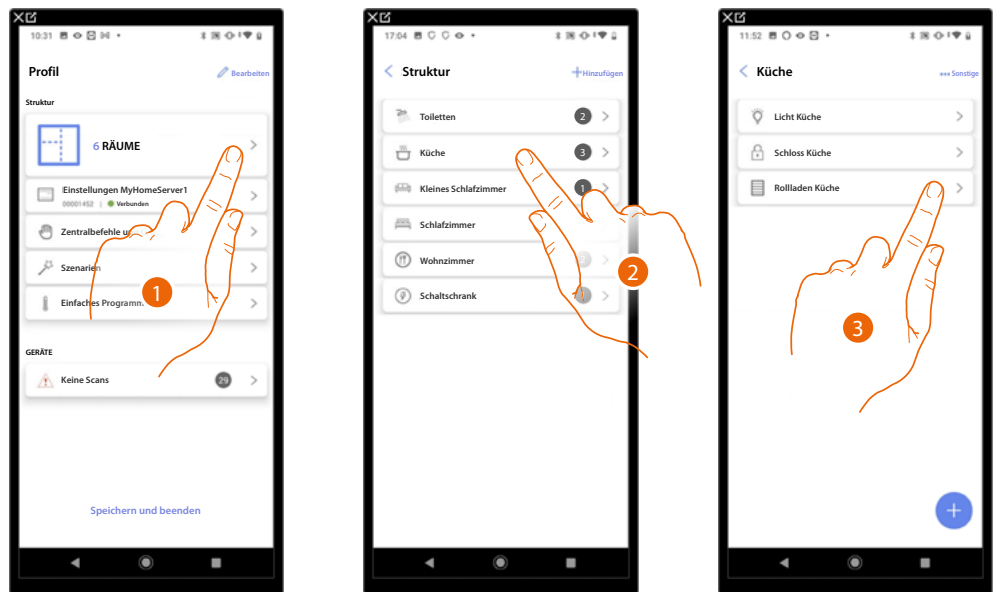 10:31
Profil
Bearbeiten
Struktur
6 RÄUME
Einstellungen MyHomeServer1
00001452 | Verbunden
Zentralbefehle u
Szenarien
Einfaches Programm
1
GERÄTE
Keine Scans 29
Speichern und beenden
17:04
Struktur
Hinzufügen
Toiletten 2
Küche 3
Kleines Schlafzimmer 1
Schlafzimmer
Wohnzimmer
2
Schaltschrank
11:52
Küche
Sonstige
Licht Küche
Schloss Küche
Rollladen Küche
3
+